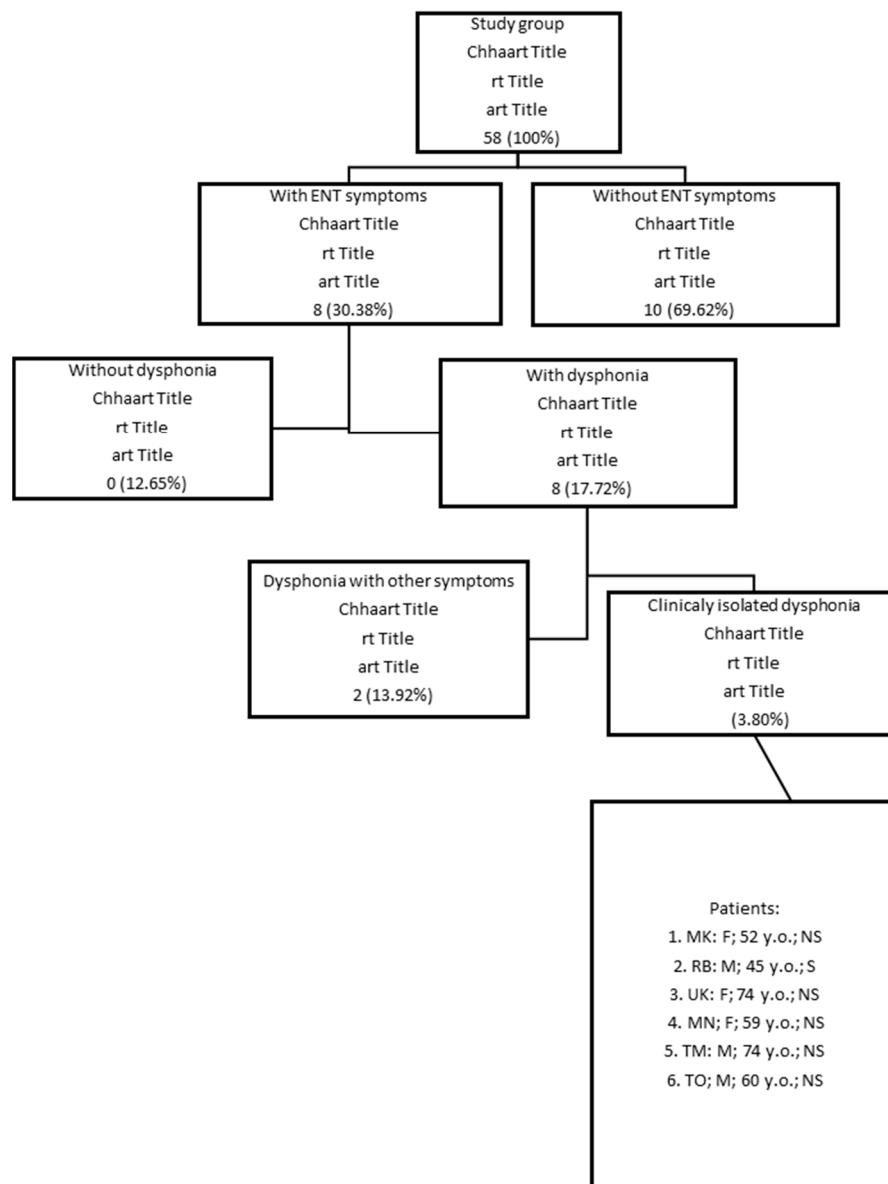 Study group
Chhaart Title
rt Title
art Title
58 (100%)
With ENT symptoms
Chhaart Title
rt Title
art Title
8 (30.38%)
Without ENT symptoms
Chhaart Title
rt Title
art Title
10 (69.62%)
Without dysphonia
Chhaart Title
rt Title
art Title
0 (12.65%)
With dysphonia
Chhaart Title
rt Title
art Title
8 (17.72%)
Dysphonia with other symptoms
Chhaart Title
rt Title
art Title
2 (13.92%)
Clinicaly isolated dysphonia
Chhaart Title
rt Title
art Title
(3.80%)
Patients:
1. MK: F; 52 y.o.; NS
2. RB: M; 45 y.o.; S
3. UK: F; 74 y.o.; NS
4. MN; F; 59 y.o.; NS
5. TM: M; 74 y.o.; NS
6. TO; M; 60 y.o.; NS